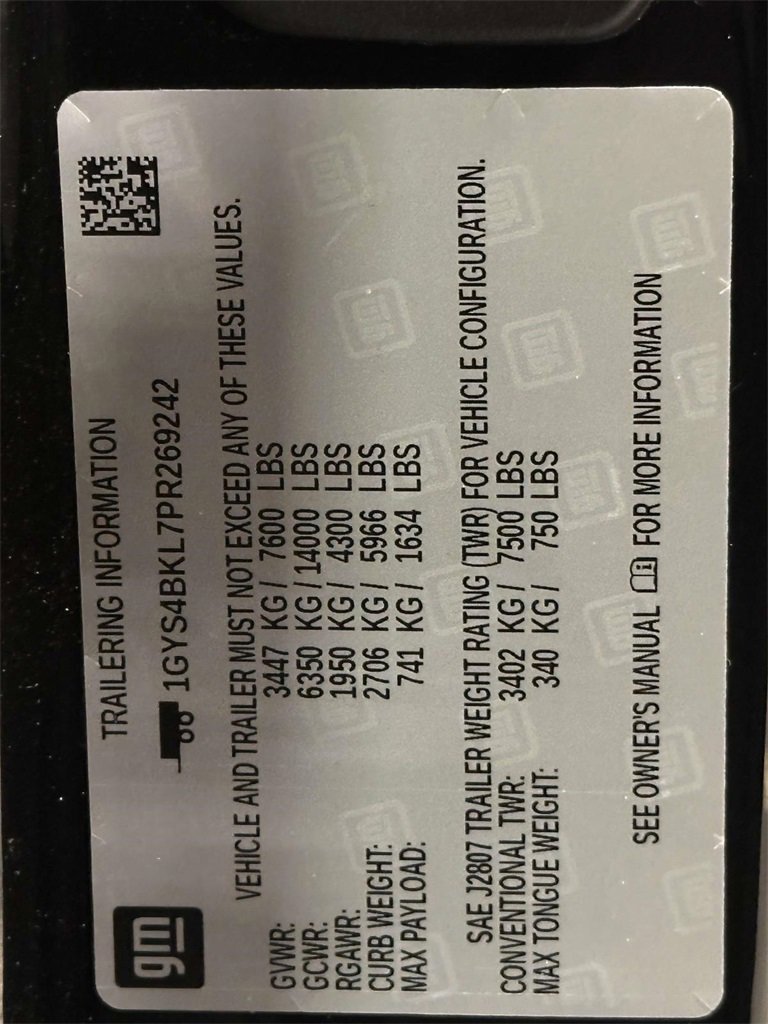 gm
TRAILERING INFORMATION
1GYS4BKL7PR269242
VEHICLE AND TRAILER MUST NOT EXCEED ANY OF THESE VALUES.
GVWR: 3447 KG / 7600 LBS
GCWR: 6350 KG / 14000 LBS
RGAWR: 1950 KG / 4300 LBS
CURB WEIGHT: 2706 KG / 5966 LBS
MAX PAYLOAD: 741 KG / 1634 LBS
SAE J2807 TRAILER WEIGHT RATING (TWR) FOR VEHICLE CONFIGURATION.
CONVENTIONAL TWR: 3402 KG / 7500 LBS
MAX TONGUE WEIGHT: 340 KG / 750 LBS
SEE OWNER'S MANUAL FOR MORE INFORMATION